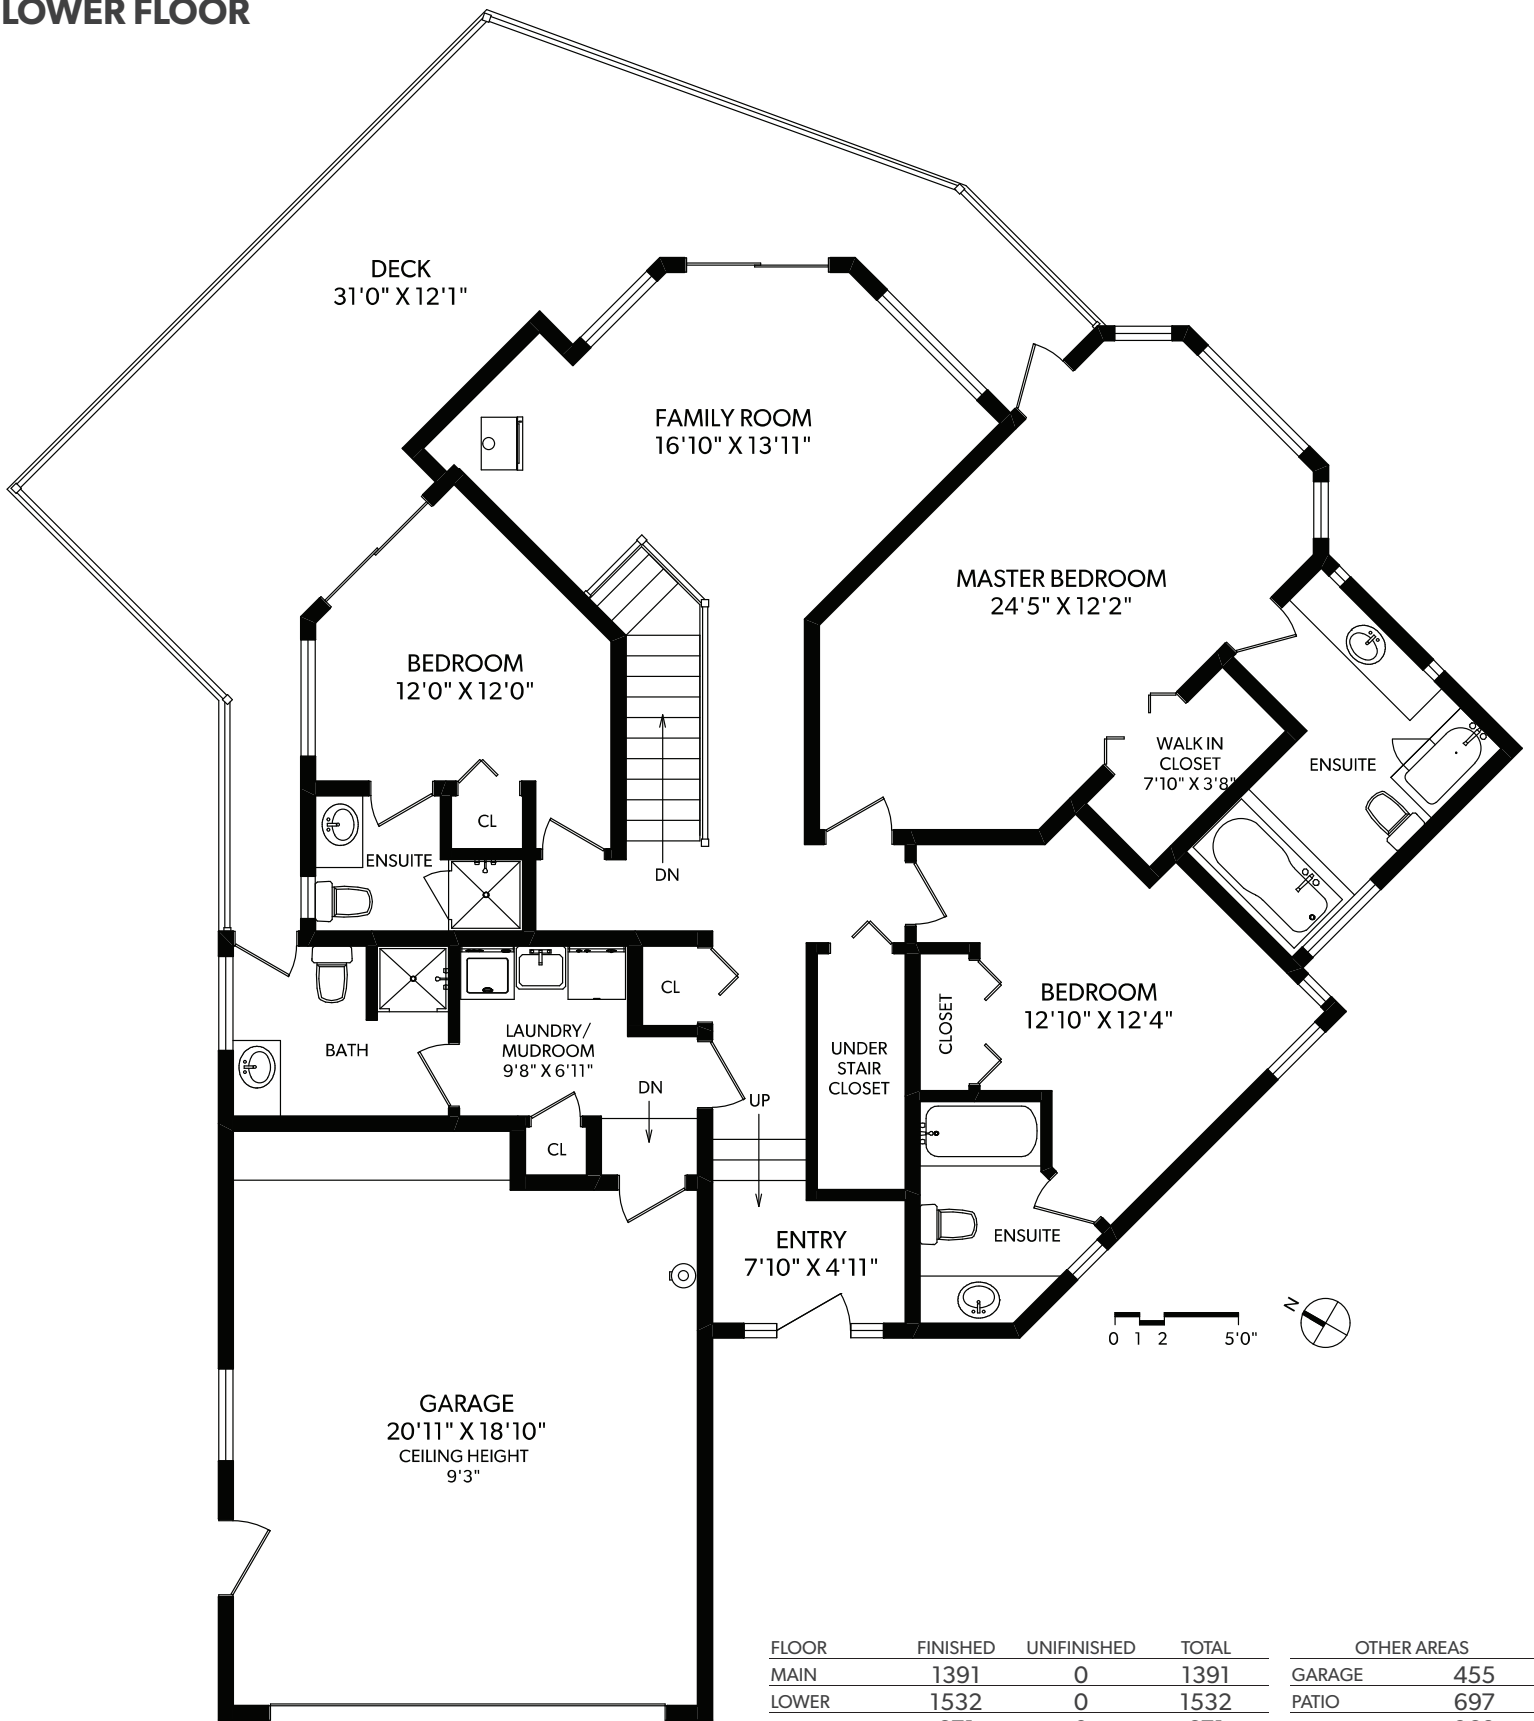 LOWER FLOOR
DECK
31'0" X 12'1"
FAMILY ROOM
16'10" X 13'11"
MASTER BEDROOM
24'5" X 12'2"
BEDROOM
12'0" X 12'0"
WALK IN
CLOSET
7'10" X 3'8"
ENSUITE
CL
ENSUITE
DN
CL
BEDROOM
12'10" X 12'4"
CLOSET
BATH
LAUNDRY/
MUDROOM
9'8" X 6'11"
UNDER
STAIR
CLOSET
DN
UP
CL
ENSUITE
ENTRY
7'10" X 4'11"
N
0 1 2 5'0"
GARAGE
20'11" X 18'10"
CEILING HEIGHT
9'3"
FLOOR FINISHED UNIFINISHED TOTAL
MAIN 1391 0 1391
LOWER 1532 0 1532
OTHER AREAS
GARAGE 455
PATIO 697